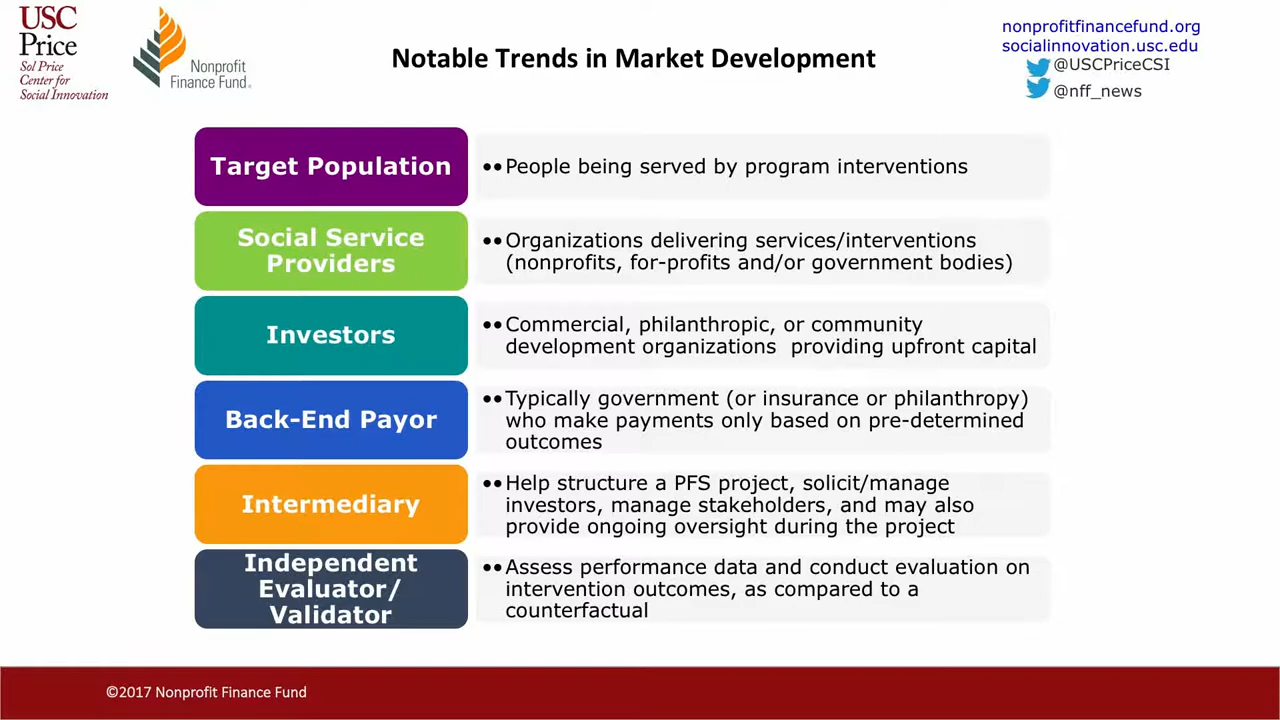 USC
Price
Sol Price
Center for
Social Innovation
Nonprofit
Finance Fund®
Notable Trends in Market Development
nonprofitfinancefund.org
socialinnovation.usc.edu
@USCPriceCSI
@nff_news
Target Population
••People being served by program interventions
Social Service
Providers
••Organizations delivering services/interventions
(nonprofits, for-profits and/or government bodies)
Investors
••Commercial, philanthropic, or community
development organizations  providing upfront capital
Back-End Payor
••Typically government (or insurance or philanthropy)
who make payments only based on pre-determined
outcomes
Intermediary
••Help structure a PFS project, solicit/manage
investors, manage stakeholders, and may also
provide ongoing oversight during the project
Independent
Evaluator/
Validator
••Assess performance data and conduct evaluation on
intervention outcomes, as compared to a
counterfactual
©2017 Nonprofit Finance Fund